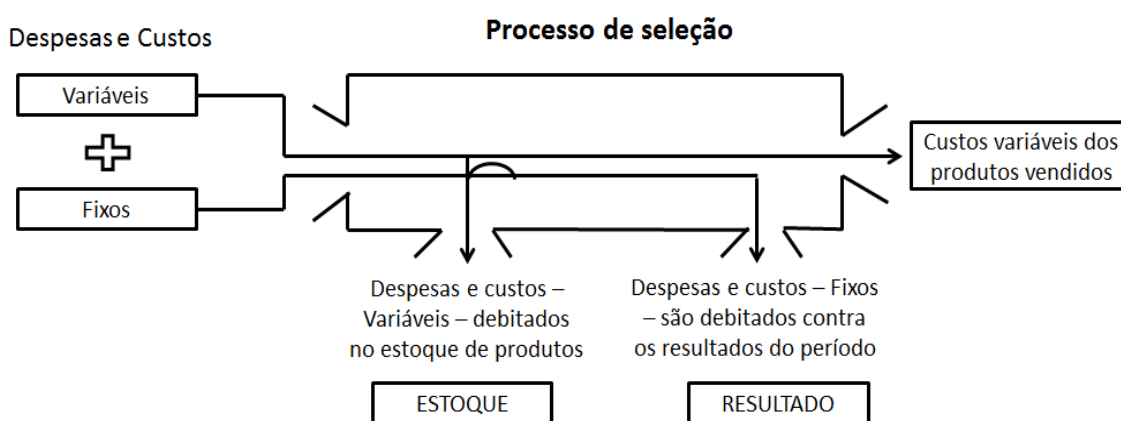 Processo de seleção
Despesas e Custos
Variáveis
Fixos
Custos variáveis dos
produtos vendidos
Despesas e custos –
Variáveis – debitados
no estoque de produtos
Despesas e custos – Fixos
– são debitados contra
os resultados do período
ESTOQUE
RESULTADO